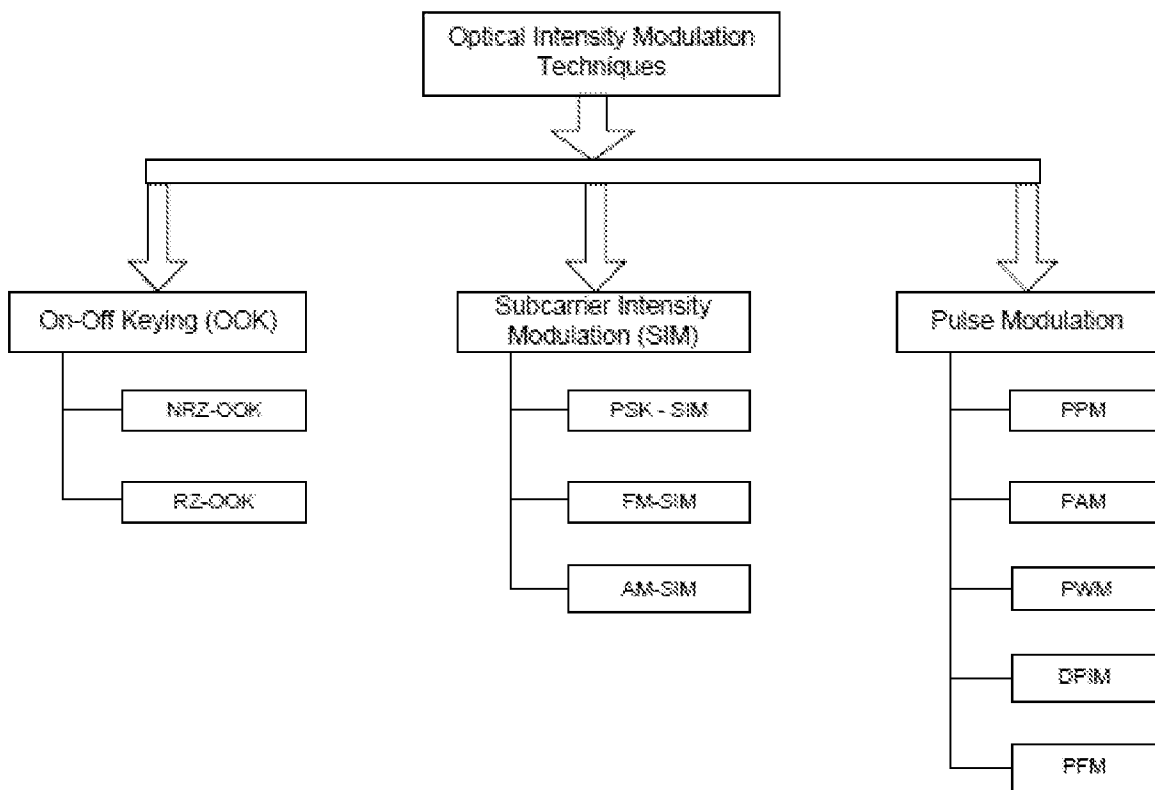 Optical Intensity Modulation
Techniques
On-Off Keying (OOK)
NRZ-OOK
RZ-OOK
Subcarrier Intensity
Modulation (SIM)
PSK - SIM
FM-SIM
AM-SIM
Pulse Modulation
PPM
PAM
PWM
DPIM
PFM